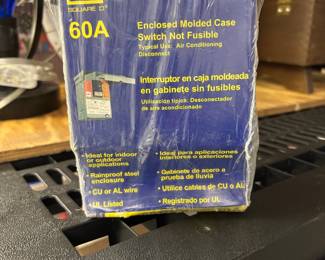 SQUARE D
60A
Enclosed Molded Case
Switch Not Fusible
Typical Use: Air Conditioning
Disconnect
Interruptor en caja moldeada
en gabinete sin fusibles
Utilización típica: Desconectador
de aire acondicionado
• Ideal for indoor
or outdoor
applications
• Rainproof steel
enclosure
• CU or AL wire
• UL Listed
• Ideal para aplicaciones
interiores o exteriores
• Gabinete de acero a
prueba de lluvia
• Utilice cables de CU o AL
• Registrado por UL